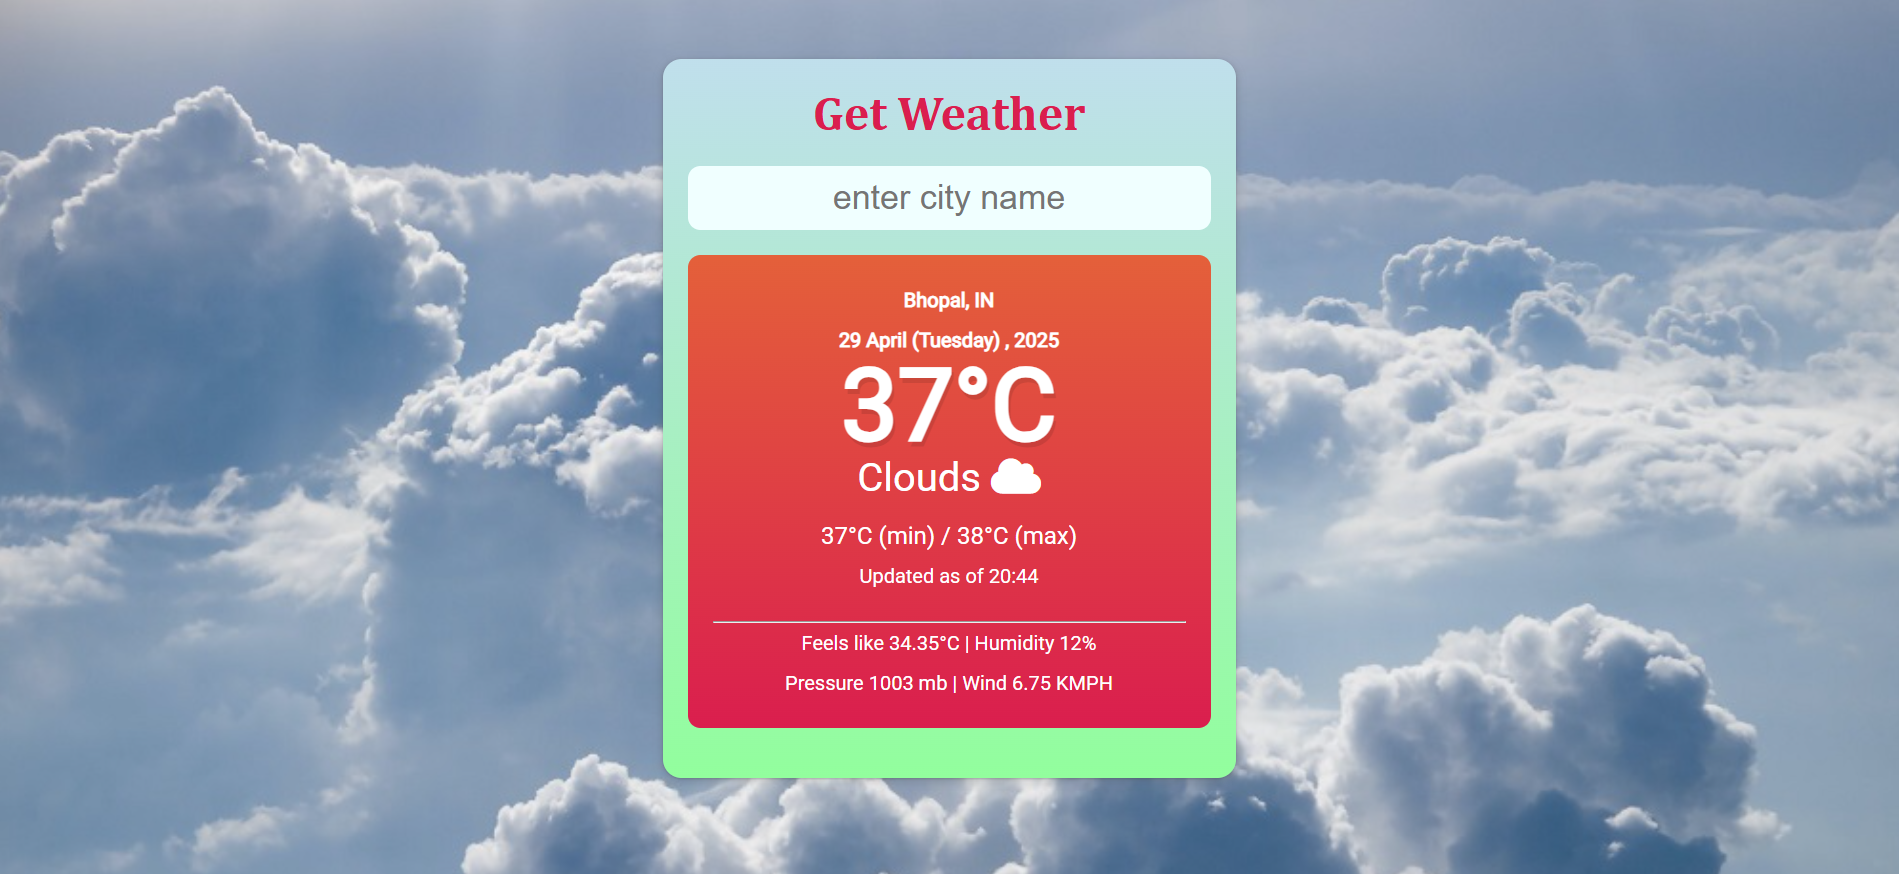 Get Weather
enter city name
Bhopal, IN
29 April (Tuesday) , 2025
37°C
Clouds
37°C (min) / 38°C (max)
Updated as of 20:44
Feels like 34.35°C | Humidity 12%
Pressure 1003 mb | Wind 6.75 KMPH